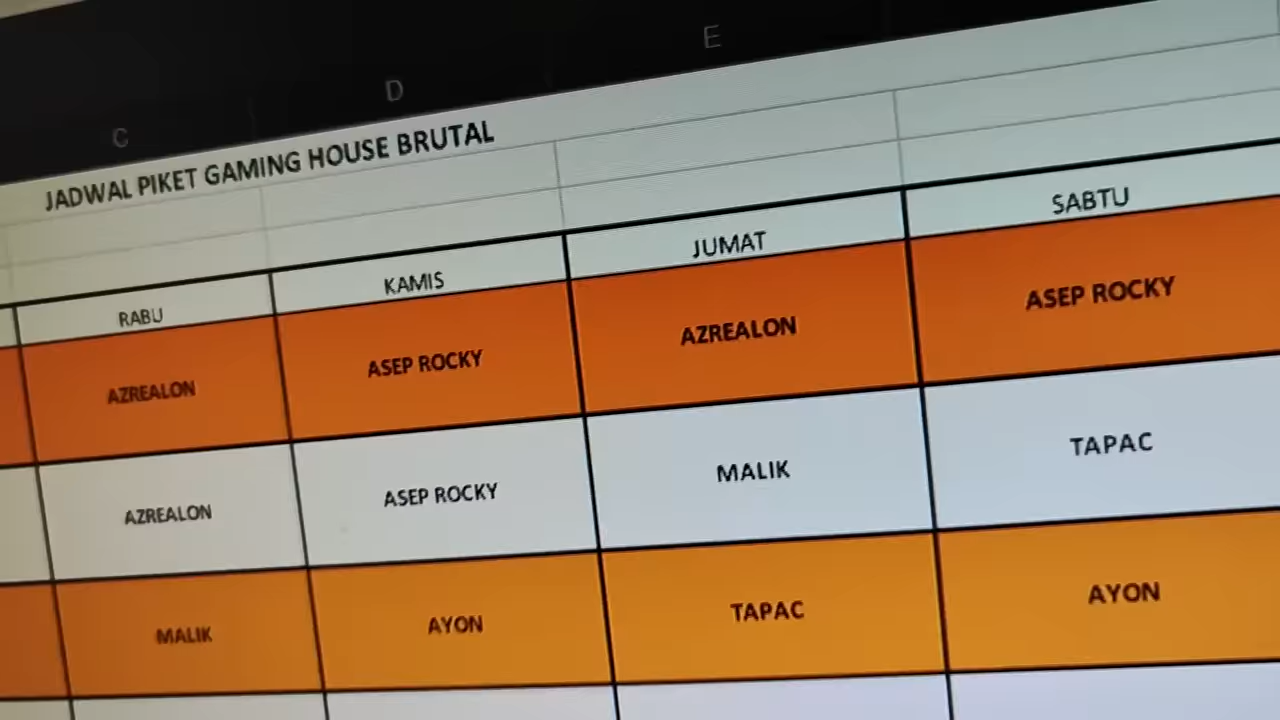 C D E
JADWAL PIKET GAMING HOUSE BRUTAL
RABU KAMIS JUMAT SABTU
AZREALON ASEP ROCKY AZREALON ASEP ROCKY
AZREALON ASEP ROCKY MALIK TAPAC
MALIK AYON TAPAC AYON